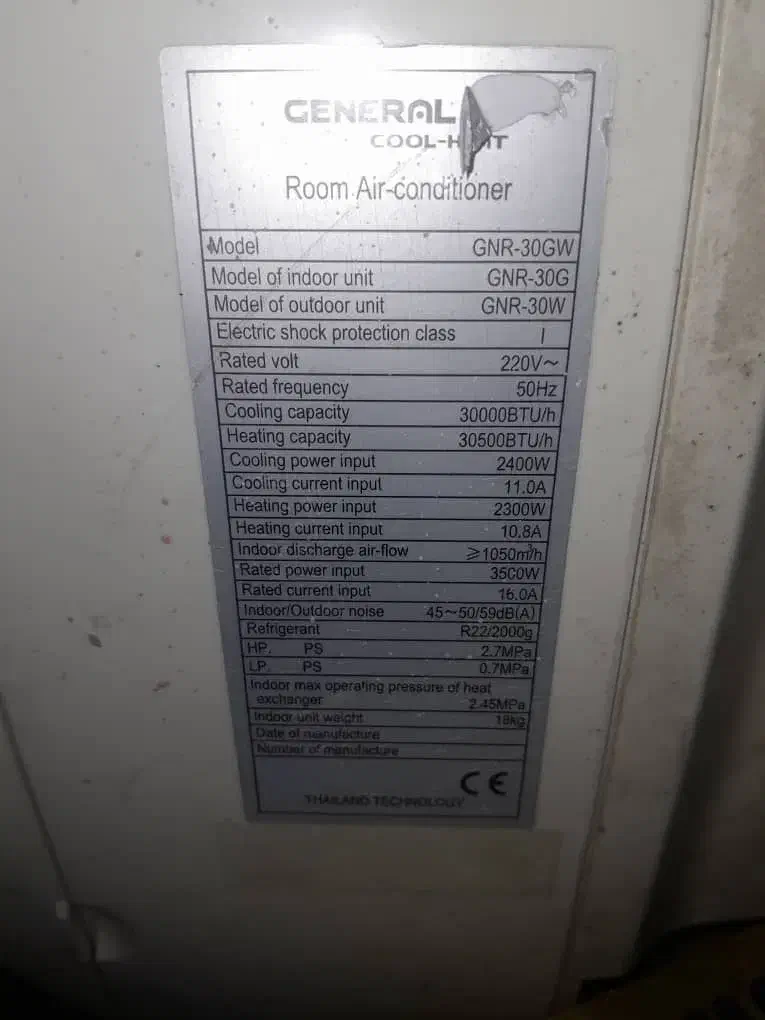 GENERAL
COOL-H IT
Room Air-conditioner
Model GNR-30GW
Model of indoor unit GNR-30G
Model of outdoor unit GNR-30W
Electric shock protection class I
Rated volt 220V~
Rated frequency 50Hz
Cooling capacity 30000BTU/h
Heating capacity 30500BTU/h
Cooling power input 2400W
Cooling current input 11.0A
Heating power input 2300W
Heating current input 10.8A
Indoor discharge air-flow ≥1050m³/h
Rated power input 3500W
Rated current input 16.0A
Indoor/Outdoor noise 45~50/59dB(A)
Refrigerant R22/2000g
HP. PS 2.7MPa
LP. PS 0.7MPa
Indoor max operating pressure of heat
exchanger 2.45MPa
Indoor unit weight 18kg
Date of manufacture
Number of manufacture
CE
THAILAND TECHNOLOGY